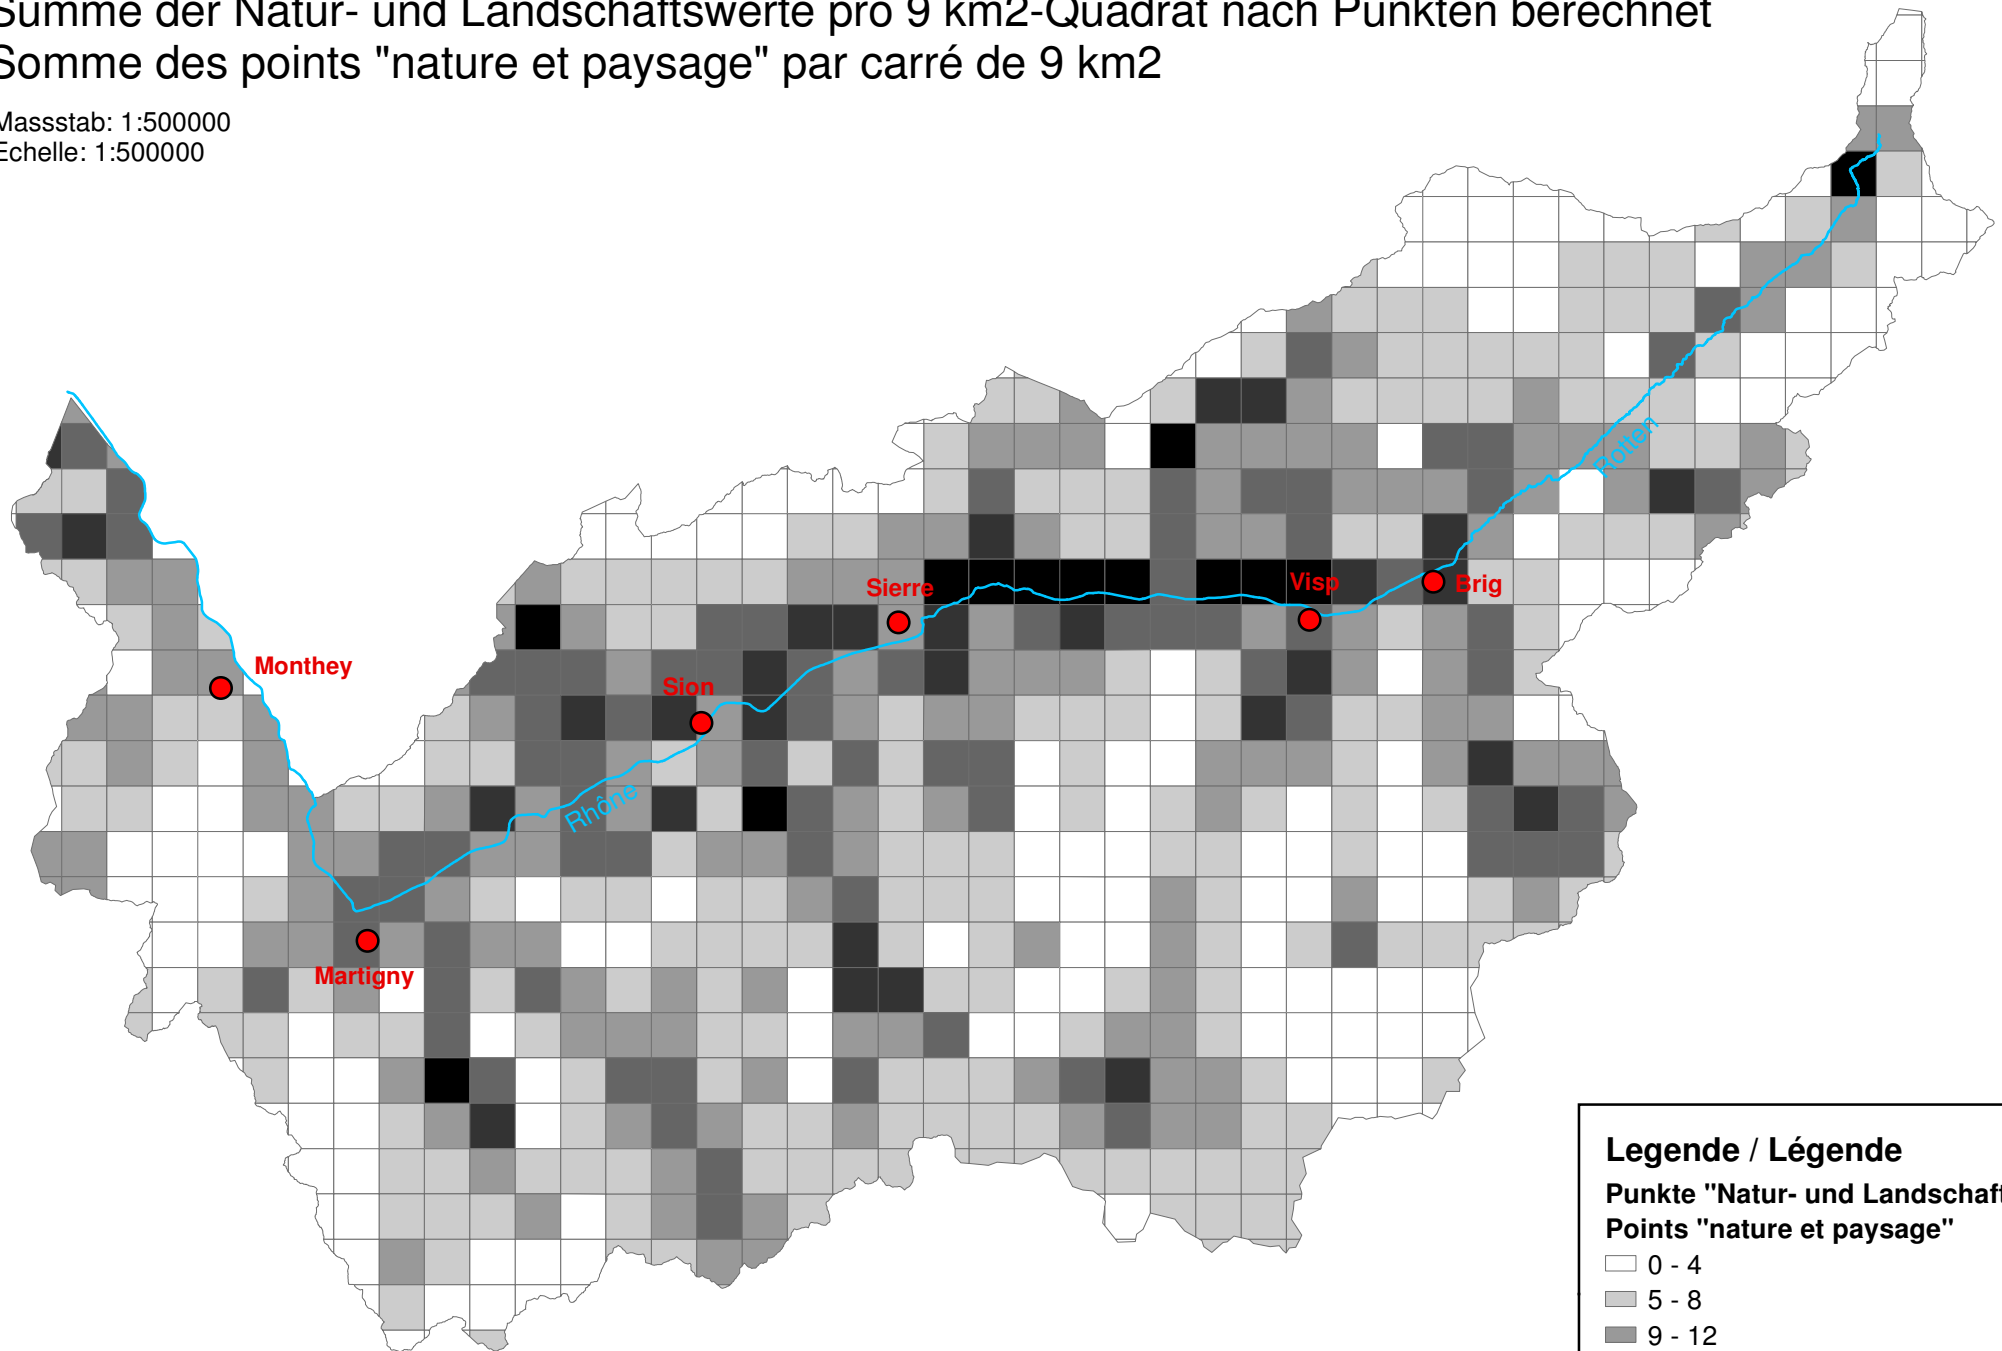 Summe der Natur- und Landschaftswerte pro 9 km2-Quadrat nach Punkten berechnet
Somme des points "nature et paysage" par carré de 9 km2
Massstab: 1:500000
Echelle: 1:500000
Rotten
Sierre
Visp
Brig
Monthey
Sion
Rhône
Martigny
Legende / Légende
Punkte "Natur- und Landschaft
Points "nature et paysage"
0 - 4
5 - 8
9 - 12